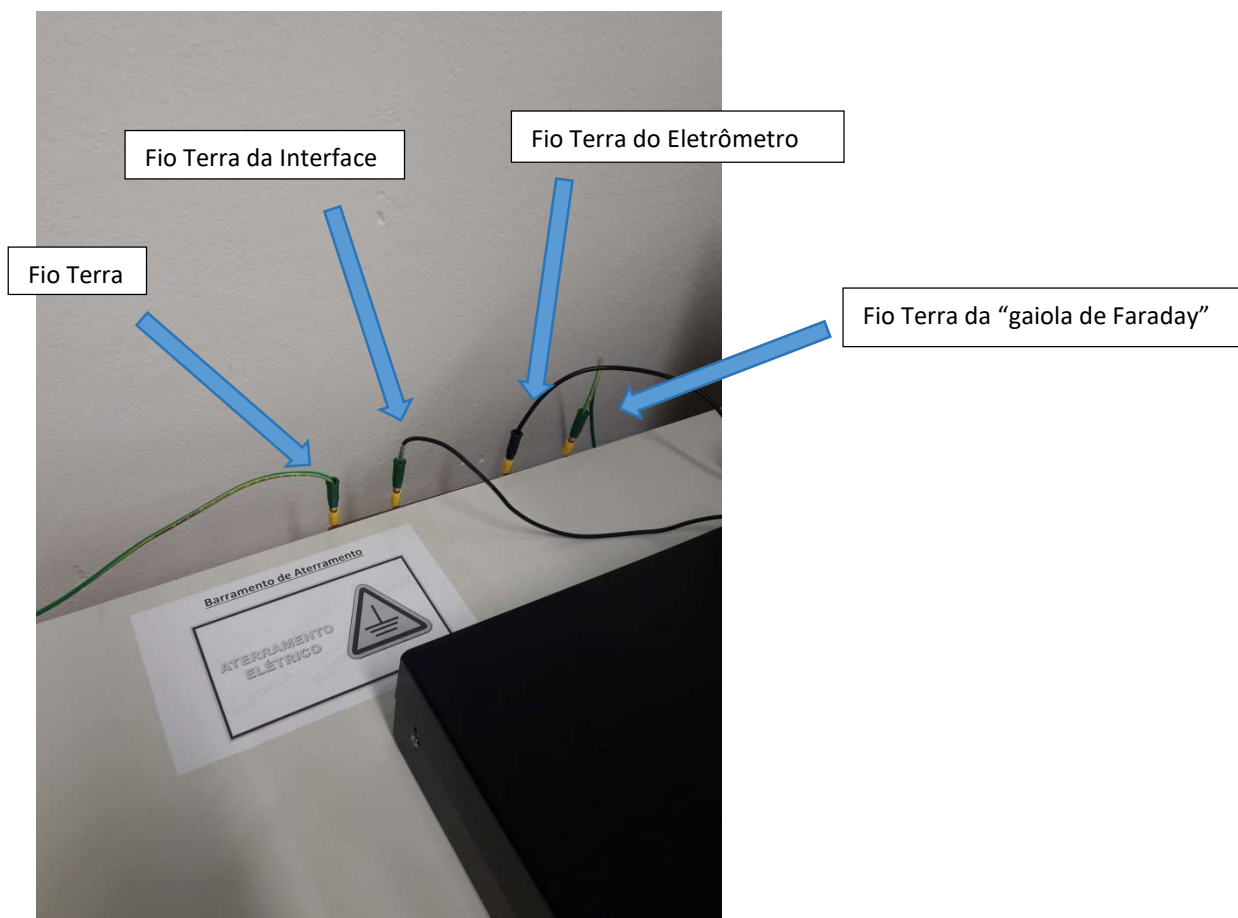 Fio Terra do Eletrômetro
Fio Terra da Interface
Fio Terra
Fio Terra da “gaiola de Faraday”
Barramento de Aterramento
ATERRAMENTO
ELÉTRICO